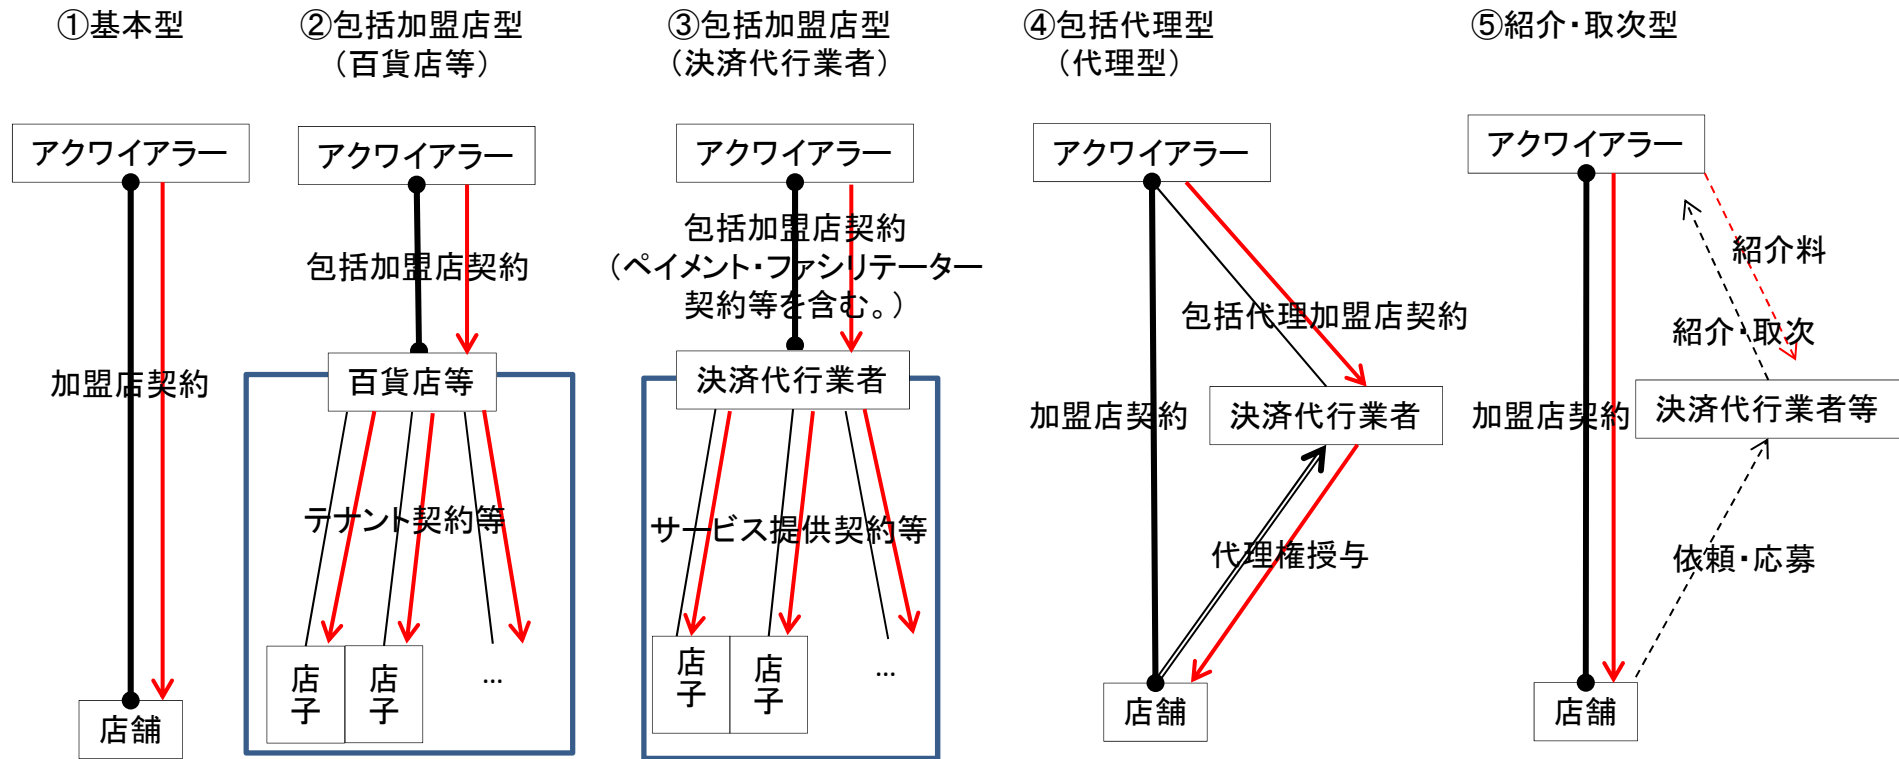 ①基本型
②包括加盟店型
（百貨店等）
③包括加盟店型
（決済代行業者）
④包括代理型
（代理型）
⑤紹介・取次型
アクワイアラー
加盟店契約
店舗
アクワイアラー
包括加盟店契約
百貨店等
テナント契約等
店子
店子
…
アクワイアラー
包括加盟店契約
（ペイメント・ファシリテーター
契約等を含む。）
決済代行業者
サービス提供契約等
店子
店子
…
アクワイアラー
包括代理加盟店契約
加盟店契約
決済代行業者
代理権授与
店舗
アクワイアラー
紹介料
紹介・取次
加盟店契約
決済代行業者等
依頼・応募
店舗